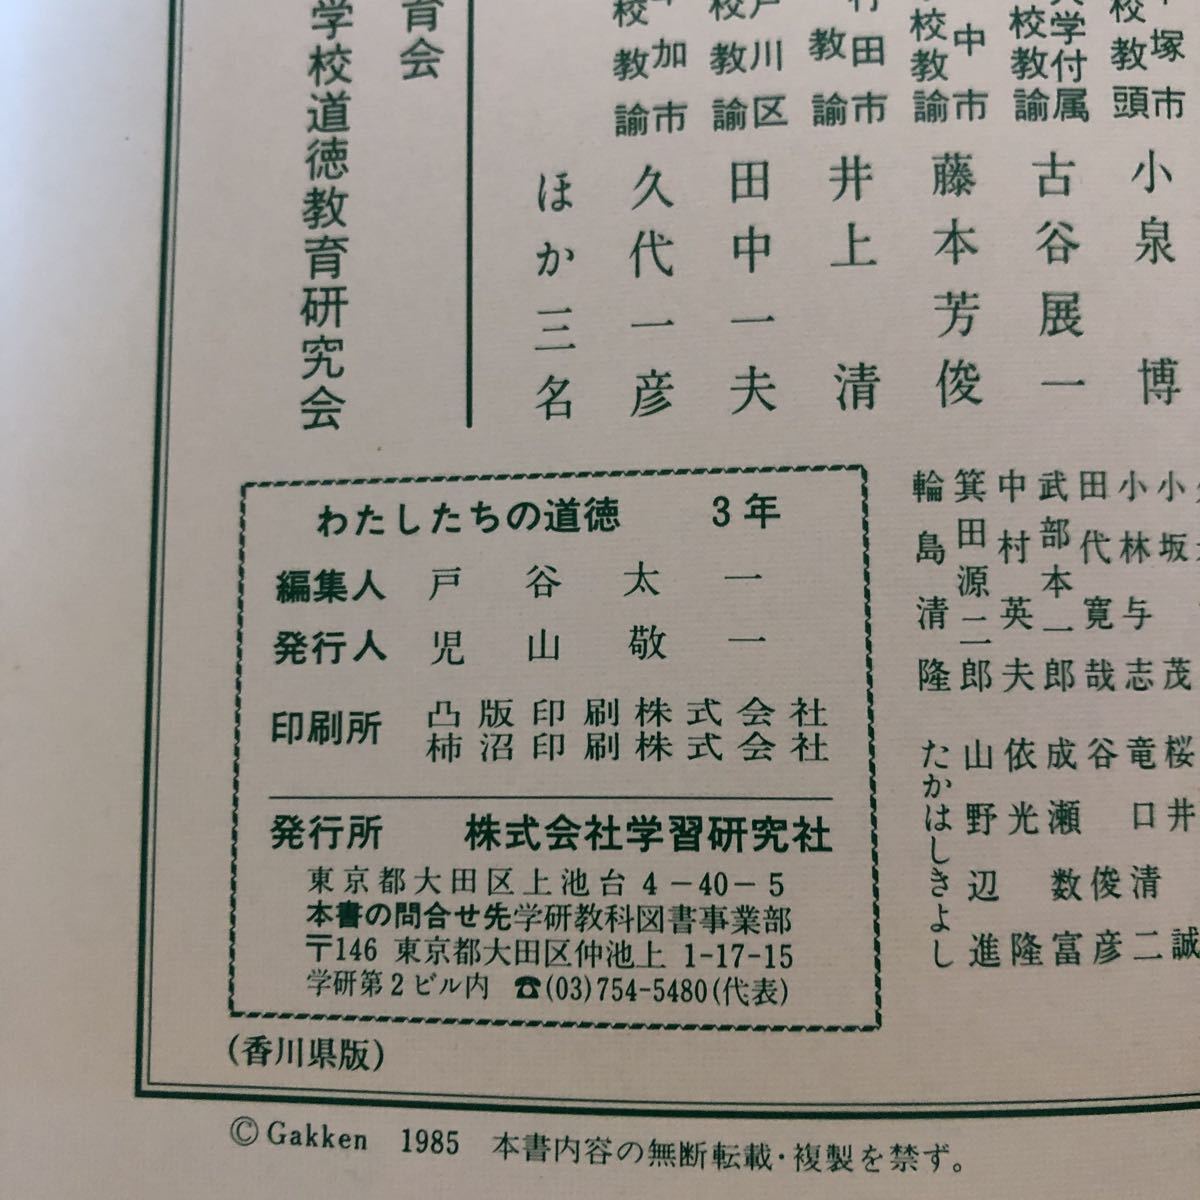 塚市
校教頭
小泉博
学付属
校教諭
古谷展一
中市
校教諭
藤本芳俊
田市
教諭
井上清
戸川区
校教諭
田中一夫
加市
校教諭
久代一彦
ほか三名
育会
学校道徳教育研究会
小坂茂
小林与志
田代寛哉
武部本一郎
中村英夫
箕田源二郎
輪島清隆
桜井誠
竜口清二
谷俊彦
成瀬数富
依光隆
山野辺進
たかはしきよし
わたしたちの道徳 3年
編集人 戸谷太一
発行人 児山敬一
印刷所 凸版印刷株式会社
柿沼印刷株式会社
発行所 株式会社学習研究社
東京都大田区上池台4-40-5
本書の問合せ先学研教科図書事業部
〒146 東京都大田区仲池上 1-17-15
学研第2ビル内 ☎(03)754-5480(代表)
(香川県版)
©Gakken 1985 本書内容の無断転載・複製を禁ず。